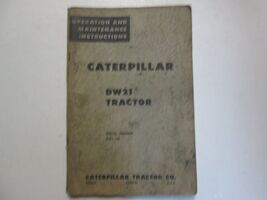 OPERATION AND
MAINTENANCE
INSTRUCTIONS
CATERPILLAR
DW21
TRACTOR
CATERPILLAR TRACTOR CO.